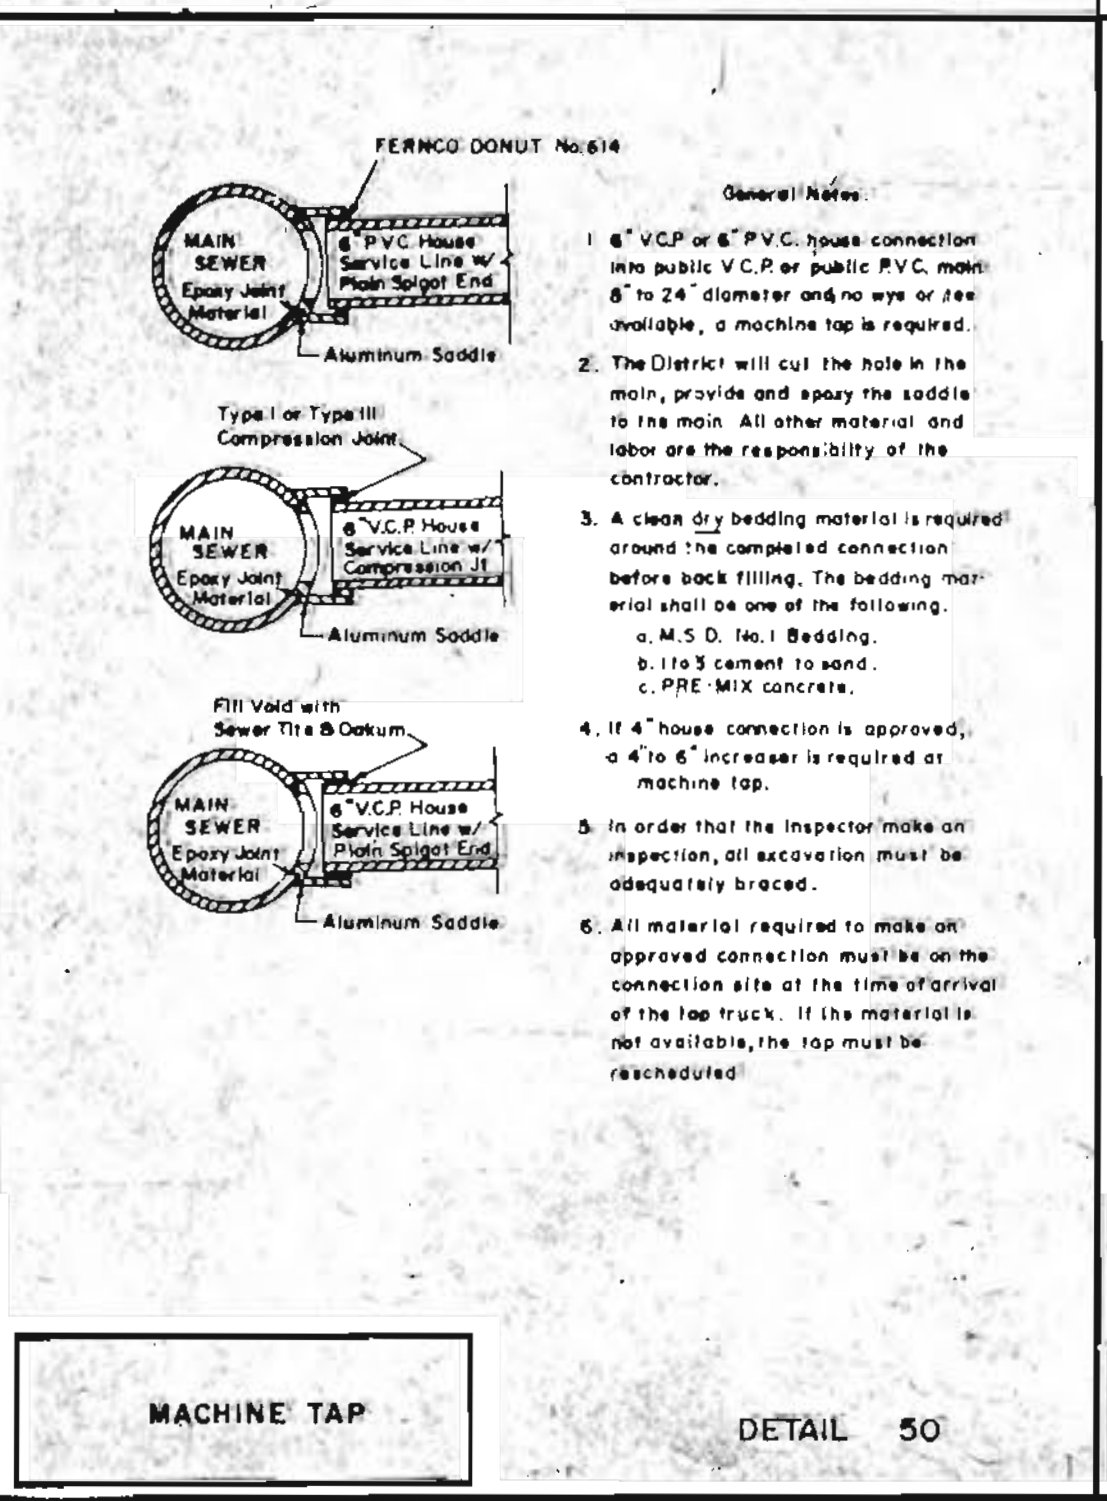 FERNCO DONUT No. 614
MAIN
SEWER
Epoxy Joint
Material
6" P.V.C. House
Service Line w/
Plain Spigot End
Aluminum Saddle
Type I or Type III
Compression Joint
MAIN
SEWER
Epoxy Joint
Material
6" V.C.P. House
Service Line w/
Compression Jt
Aluminum Saddle
Fill Void with
Sewer Tite & Oakum
MAIN
SEWER
Epoxy Joint
Material
6" V.C.P. House
Service Line w/
Plain Spigot End
Aluminum Saddle
General Notes:
1 6" V.C.P or 6" P.V.C. house connection
into public V.C.P. or public P.V.C. main
8" to 24" diameter and no wye or tee
available, a machine tap is required.
2. The District will cut the hole in the
main, provide and epoxy the saddle
to the main All other material and
labor are the responsibilty of the
contractor.
3. A clean dry bedding material is required
around the completed connection
before back filling. The bedding mat-
erial shall be one of the following.
a. M.S.D. No. 1 Bedding.
b. 1 to 3 cement to sand.
c. PRE-MIX concrete.
4. If 4" house connection is approved,
a 4" to 6" increaser is required at
machine tap.
5 In order that the Inspector make an
inspection, all excavation must be
adequately braced.
6. All material required to make an
approved connection must be on the
connection site at the time of arrival
of the tap truck. If the material is
not available, the tap must be
rescheduled
MACHINE TAP
DETAIL 50